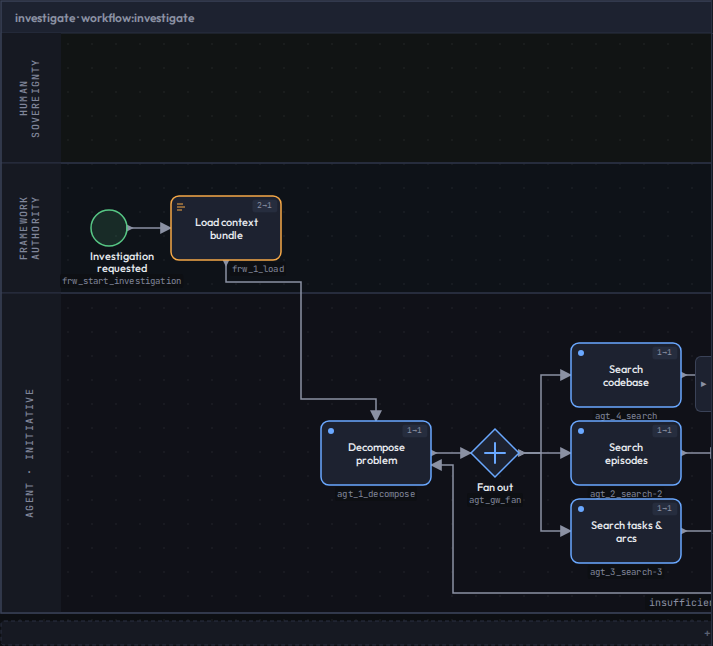 investigate·workflow:investigate
HUMAN
SOVEREIGNTY
FRAMEWORK
AUTHORITY
2→1
Load context
bundle
Investigation
requested
frw_1_load
frw_start_investigation
AGENT · INITIATIVE
1→1
Search
codebase
agt_4_search
1→1
Decompose
problem
agt_1_decompose
Fan out
agt_gw_fan
1→1
Search
episodes
agt_2_search-2
1→1
Search tasks &
arcs
agt_3_search-3
+